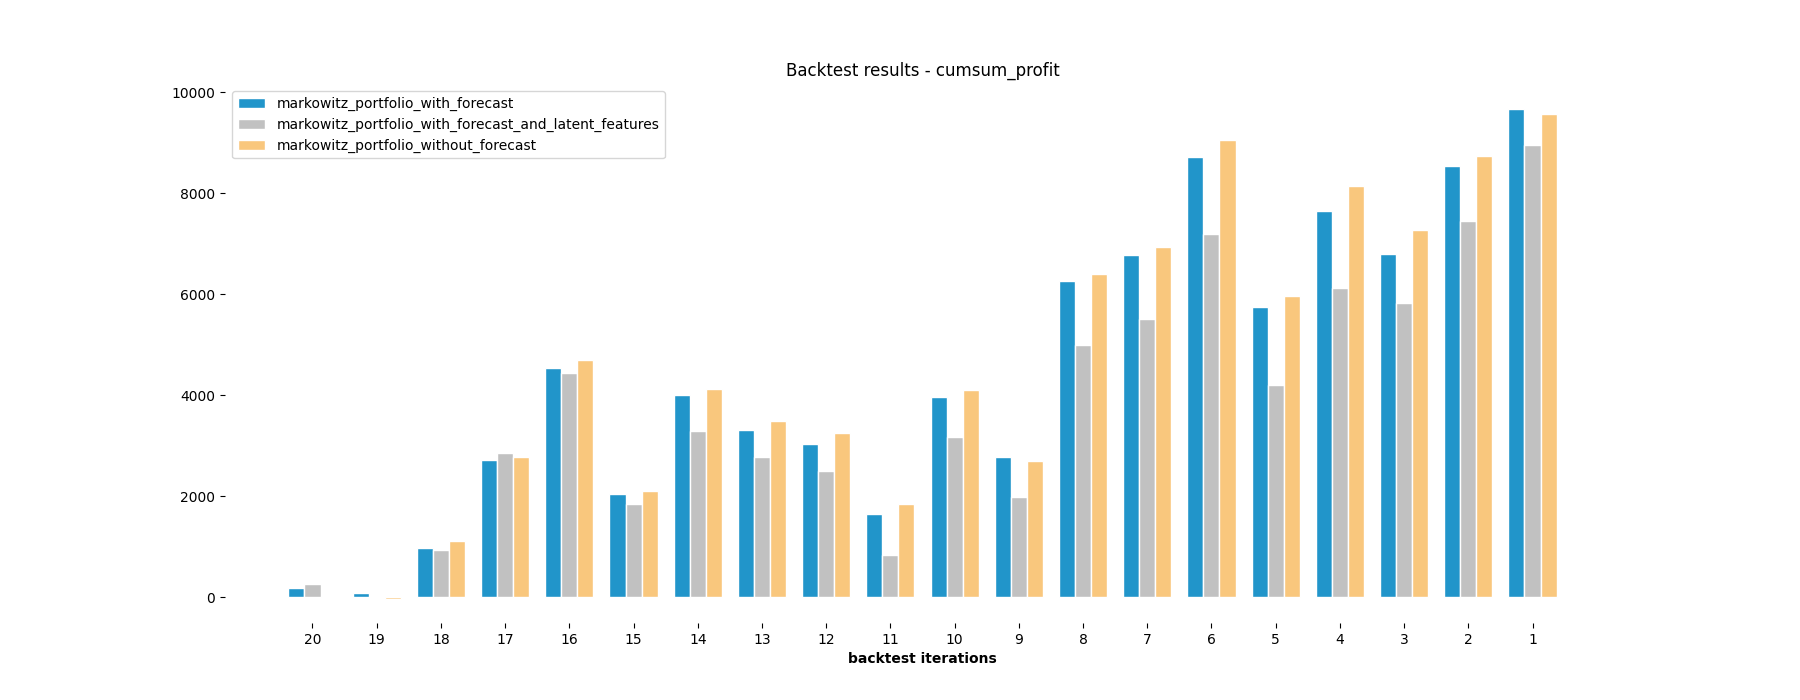 Backtest results - cumsum_profit
markowitz_portfolio_with_forecast
markowitz_portfolio_with_forecast_and_latent_features
markowitz_portfolio_without_forecast
10000
8000
6000
4000
2000
0
20 19 18 17 16 15 14 13 12 11 10 9 8 7 6 5 4 3 2 1
backtest iterations